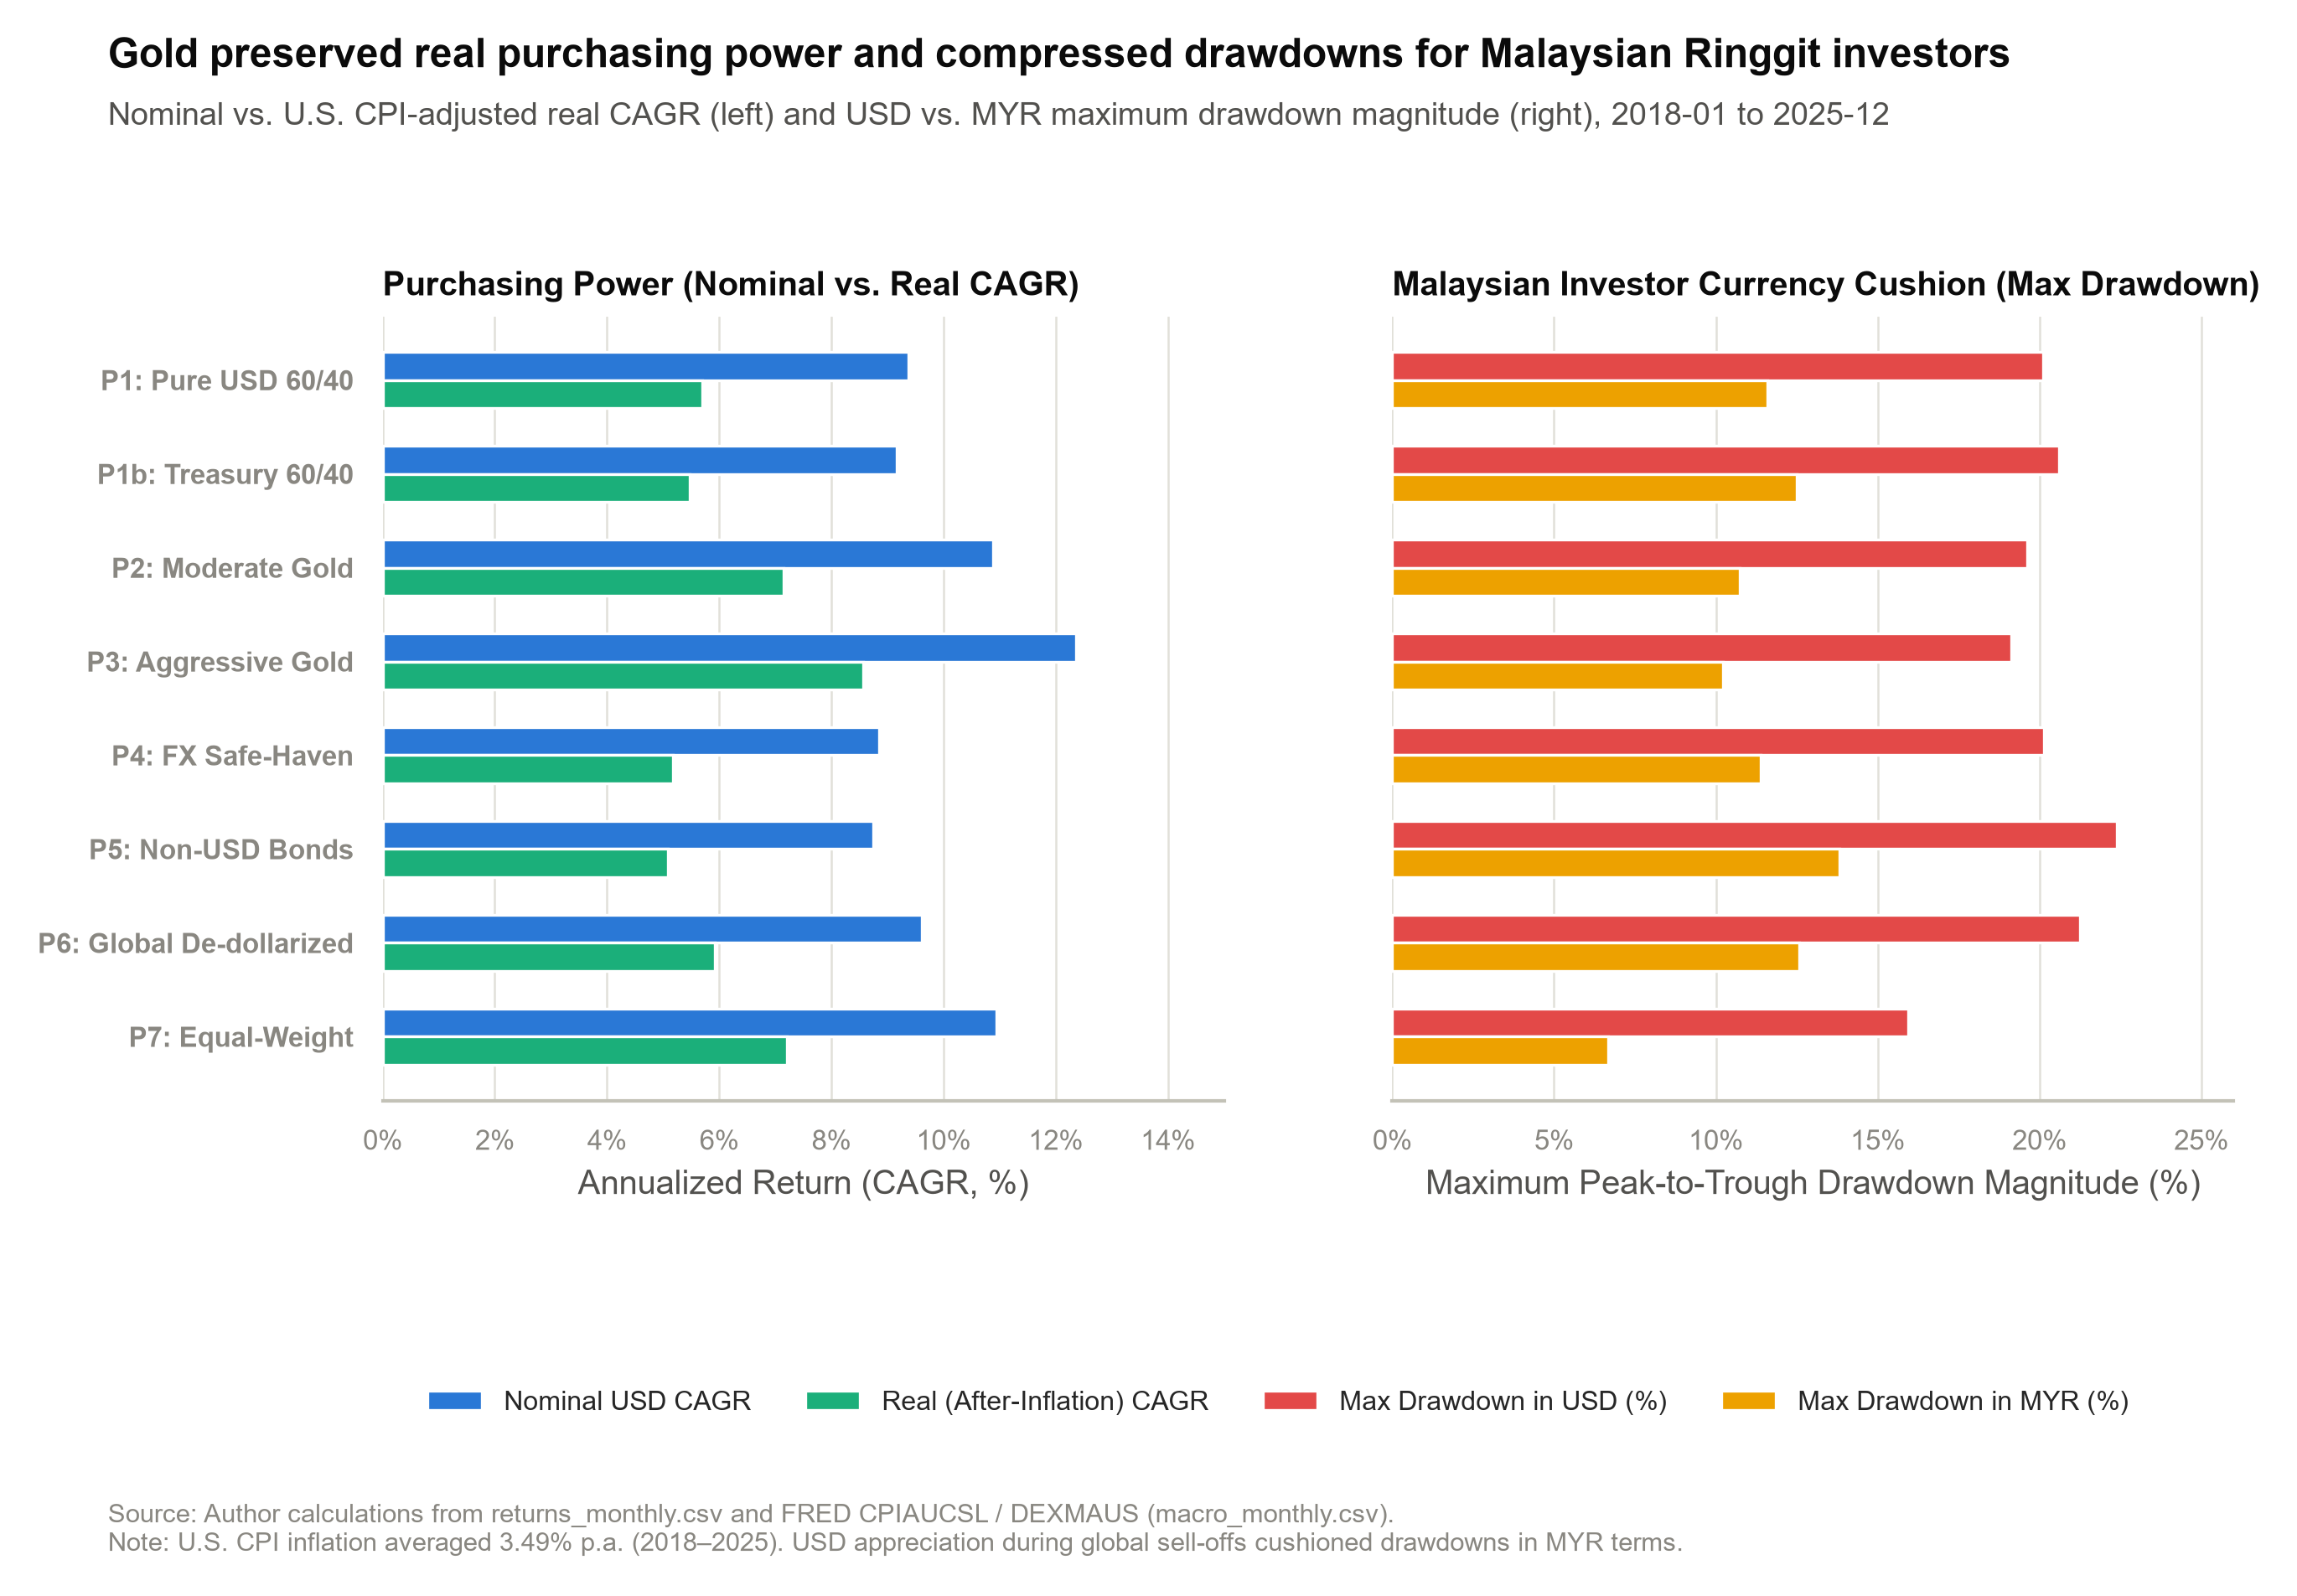 Gold preserved real purchasing power and compressed drawdowns for Malaysian Ringgit investors
Nominal vs. U.S. CPI-adjusted real CAGR (left) and USD vs. MYR maximum drawdown magnitude (right), 2018-01 to 2025-12
Purchasing Power (Nominal vs. Real CAGR)
P1: Pure USD 60/40
P1b: Treasury 60/40
P2: Moderate Gold
P3: Aggressive Gold
P4: FX Safe-Haven
P5: Non-USD Bonds
P6: Global De-dollarized
P7: Equal-Weight
0% 2% 4% 6% 8% 10% 12% 14%
Annualized Return (CAGR, %)
Malaysian Investor Currency Cushion (Max Drawdown)
0% 5% 10% 15% 20% 25%
Maximum Peak-to-Trough Drawdown Magnitude (%)
Nominal USD CAGR
Real (After-Inflation) CAGR
Max Drawdown in USD (%)
Max Drawdown in MYR (%)
Source: Author calculations from returns_monthly.csv and FRED CPIAUCSL / DEXMAUS (macro_monthly.csv).
Note: U.S. CPI inflation averaged 3.49% p.a. (2018–2025). USD appreciation during global sell-offs cushioned drawdowns in MYR terms.